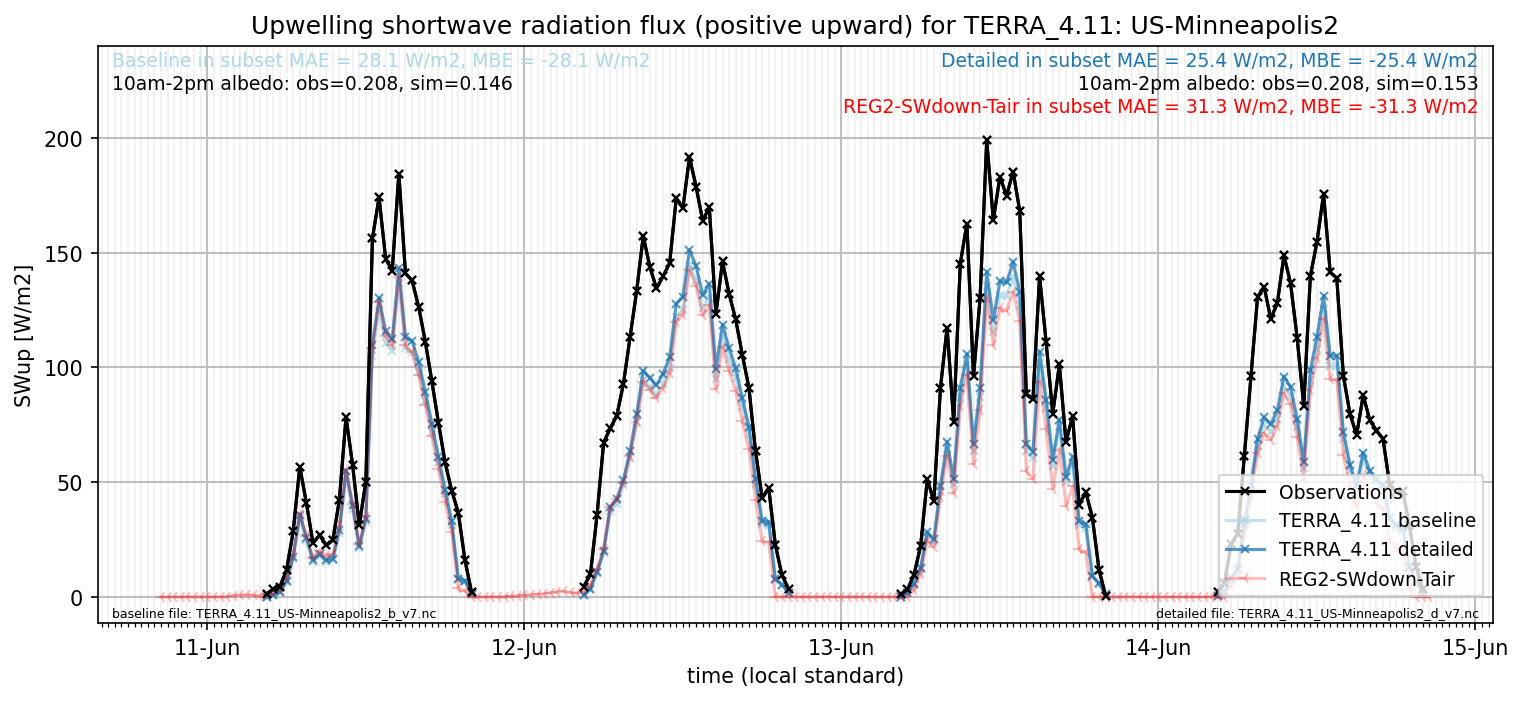 Upwelling shortwave radiation flux (positive upward) for TERRA_4.11: US-Minneapolis2
Baseline in subset MAE = 28.1 W/m2, MBE = -28.1 W/m2
10am-2pm albedo: obs=0.208, sim=0.146
Detailed in subset MAE = 25.4 W/m2, MBE = -25.4 W/m2
10am-2pm albedo: obs=0.208, sim=0.153
REG2-SWdown-Tair in subset MAE = 31.3 W/m2, MBE = -31.3 W/m2
SWup [W/m2]
200
150
100
50
0
Observations
TERRA_4.11 baseline
TERRA_4.11 detailed
REG2-SWdown-Tair
baseline file: TERRA_4.11_US-Minneapolis2_b_v7.nc
detailed file: TERRA_4.11_US-Minneapolis2_d_v7.nc
11-Jun
12-Jun
13-Jun
14-Jun
15-Jun
time (local standard)